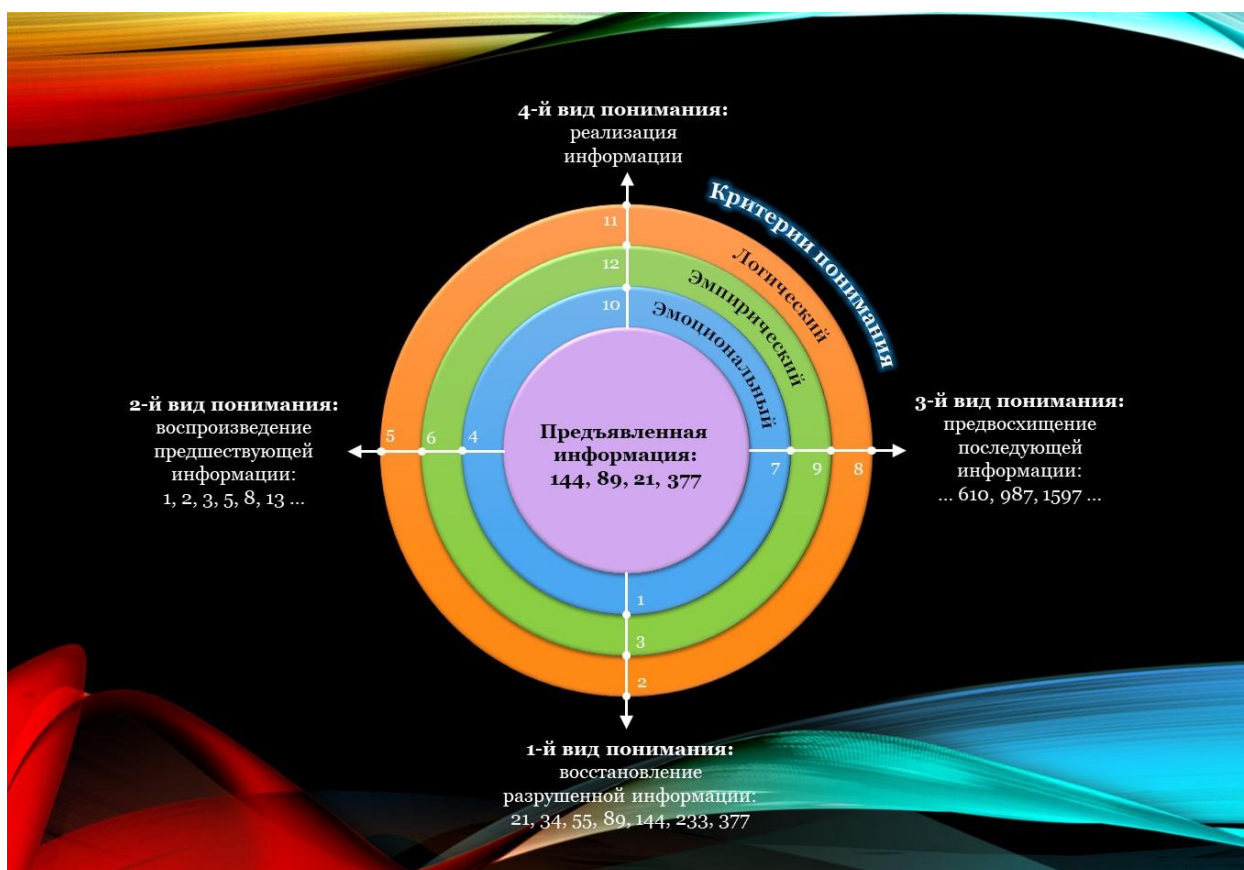 4-й вид понимания:
реализация
информации
Критерии понимания
Логический
Эмпирический
Эмоциональный
11
12
10
2-й вид понимания:
воспроизведение
предшествующей
информации:
1, 2, 3, 5, 8, 13 ...
5
6
4
Предъявленная
информация:
144, 89, 21, 377
7
9
8
3-й вид понимания:
предвосхищение
последующей
информации:
... 610, 987, 1597 ...
1
3
2
1-й вид понимания:
восстановление
разрушенной информации:
21, 34, 55, 89, 144, 233, 377